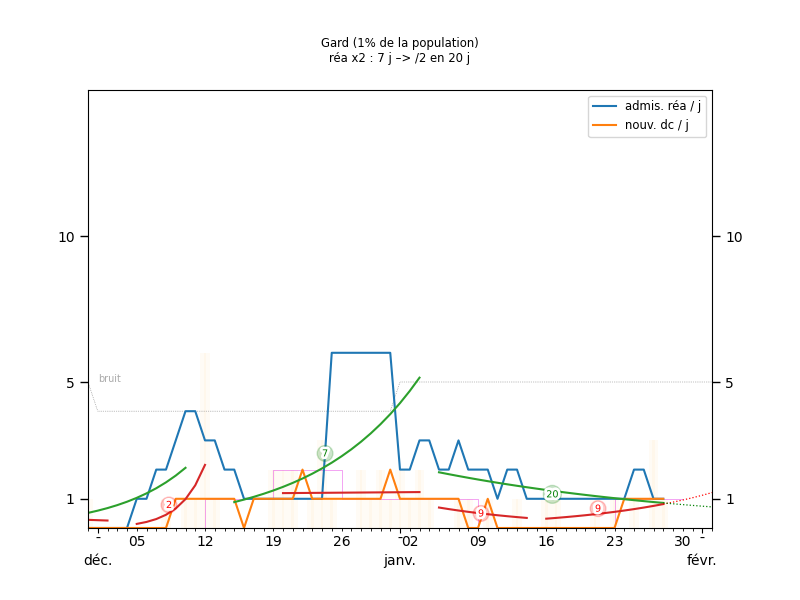 Gard (1% de la population)
réa x2 : 7 j –> /2 en 20 j
admis. réa / j
nouv. dc / j
10
10
bruit
5
5
7
20
2
9
9
1
1
- 05 12 19 26 - 02 09 16 23 30 -
déc. janv. févr.